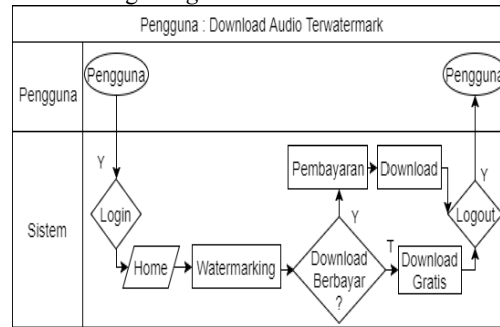 Pengguna : Download Audio Terwatermark
Pengguna
Pengguna
Pengguna
Sistem
Y
Login
Home
Watermarking
Download
Berbayar
?
Y
Pembayaran
Download
T
Download
Gratis
Logout
Y